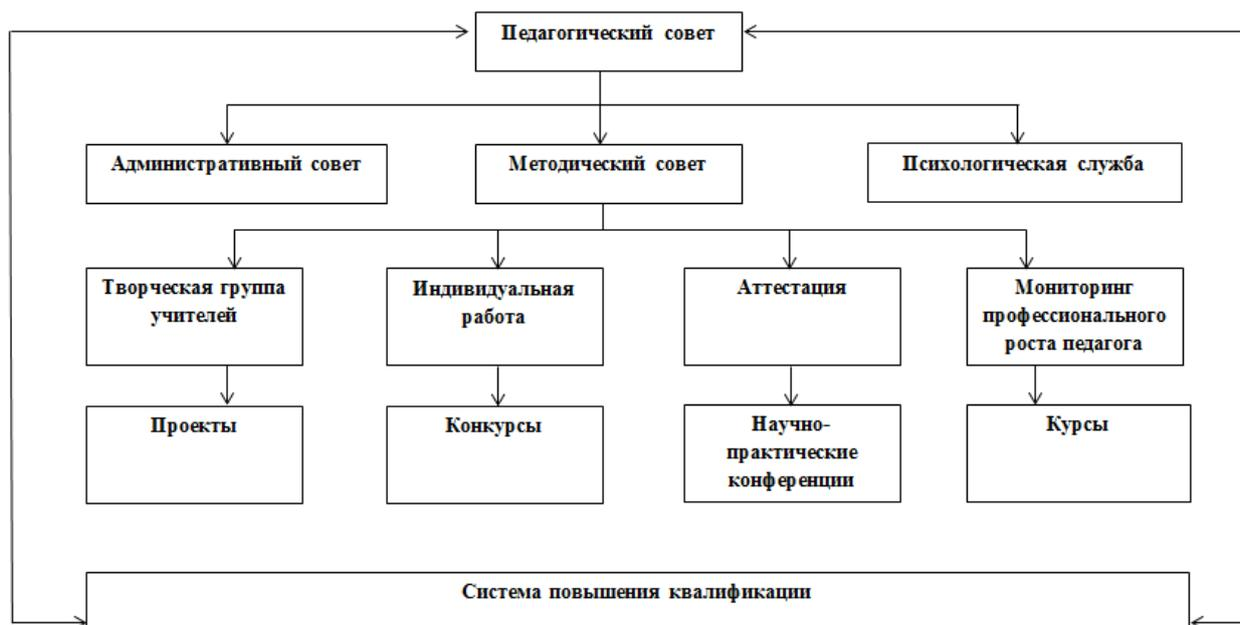 Педагогический совет
Административный совет
Методический совет
Психологическая служба
Творческая группа
учителей
Индивидуальная
работа
Аттестация
Мониторинг
профессионального
роста педагога
Проекты
Конкурсы
Научно-
практические
конференции
Курсы
Система повышения квалификации